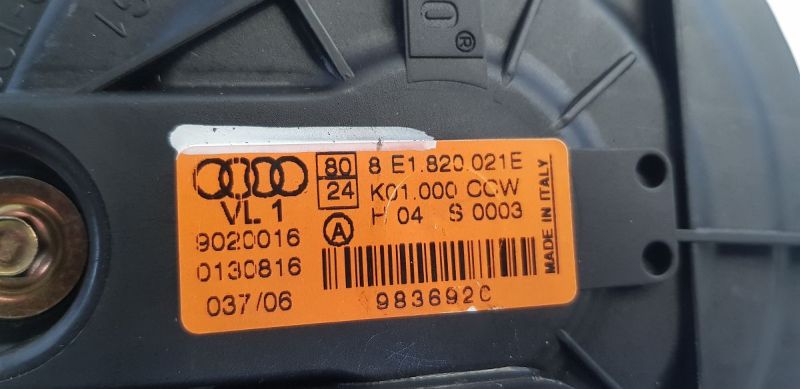 80 8 E1.820.021E
24 K01.000 CCW
VL 1
A H 04 S 0003
9020016
0130816
037/06
983692C
MADE IN ITALY
®